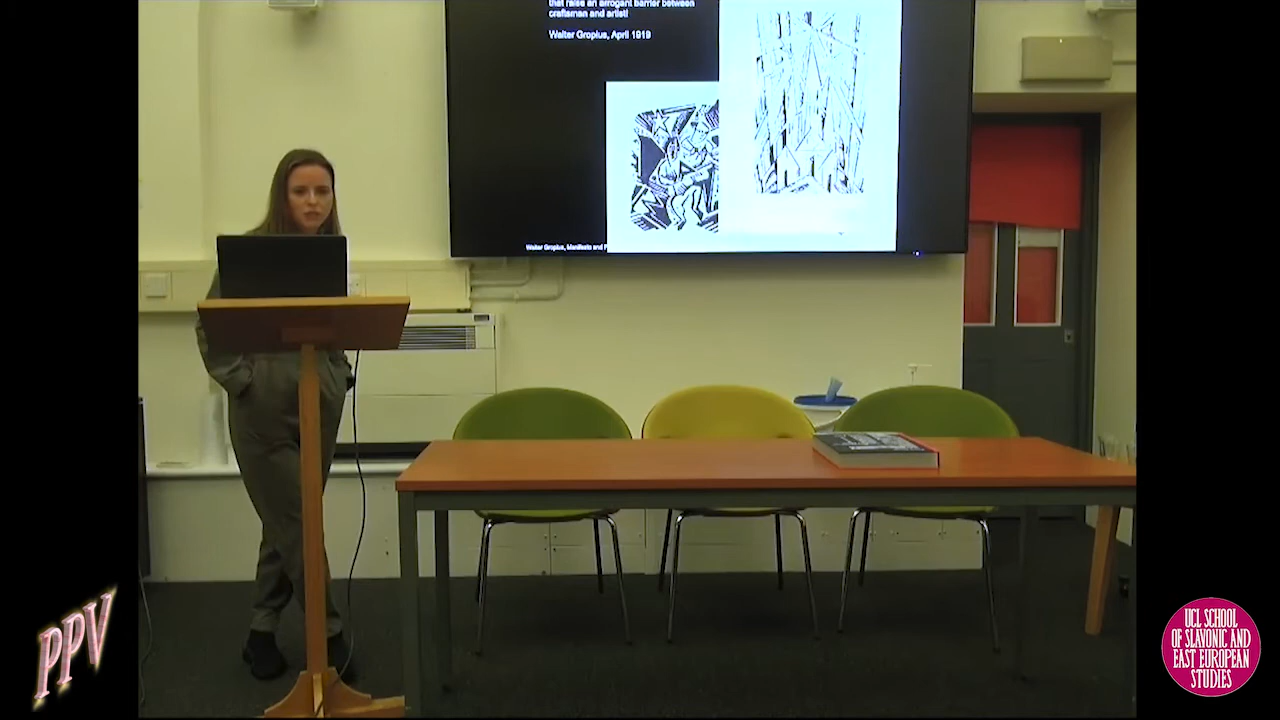 that raise an arrogant barrier between
craftsman and artist!
Walter Gropius, April 1919
Walter Gropius, Manifesto and P
PPV
UCL SCHOOL
OF SLAVONIC AND
EAST EUROPEAN
STUDIES